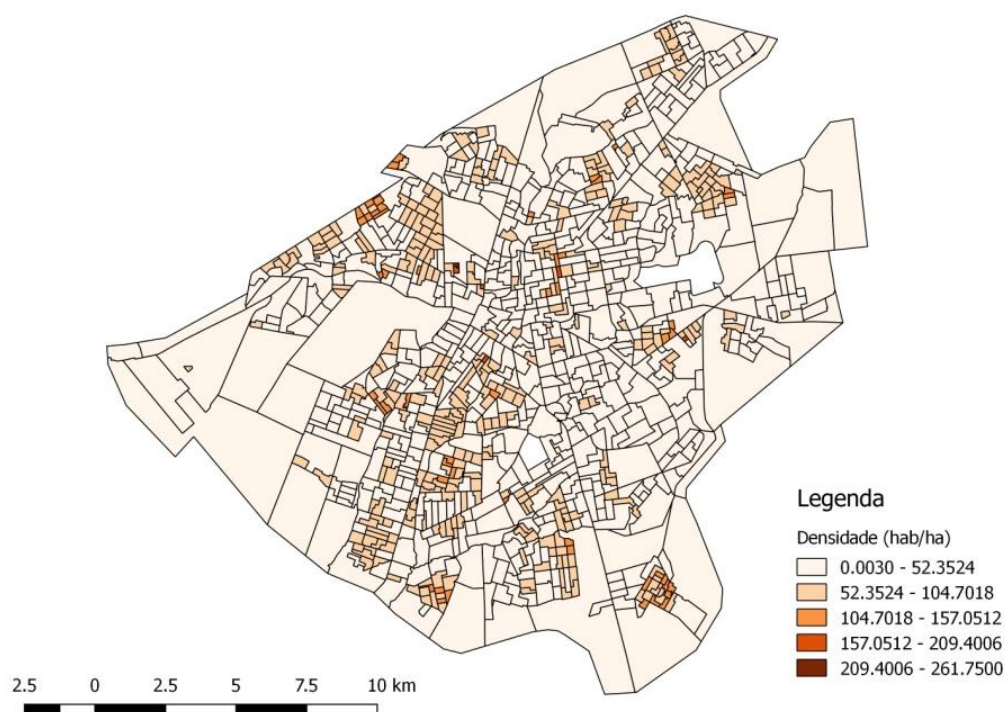 Legenda
Densidade (hab/ha)
0.0030 - 52.3524
52.3524 - 104.7018
104.7018 - 157.0512
157.0512 - 209.4006
209.4006 - 261.7500
2.5 0 2.5 5 7.5 10 km